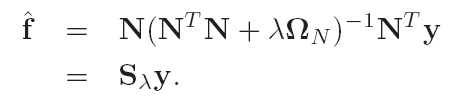 f̂ = N(NᵀN + λΩ_N)⁻¹Nᵀy
= S_λy.